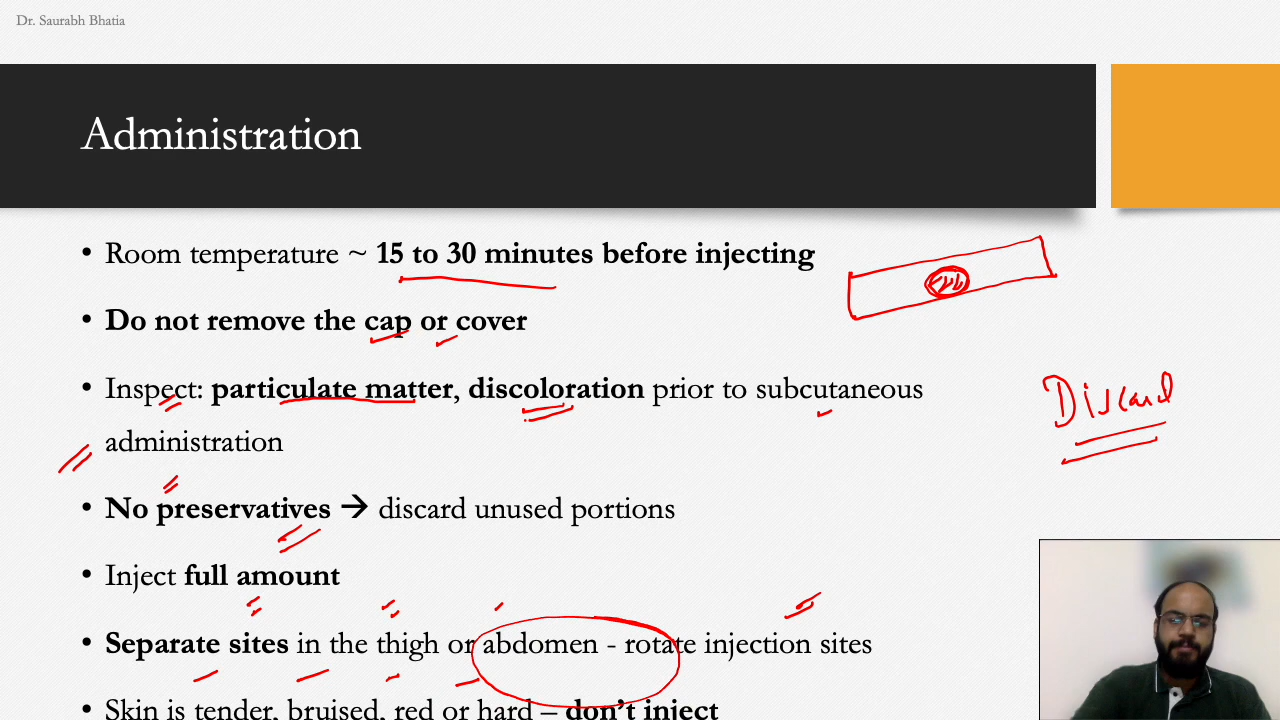 Dr. Saurabh Bhatia
Administration
• Room temperature ~ 15 to 30 minutes before injecting
• Do not remove the cap or cover
• Inspect: particulate matter, discoloration prior to subcutaneous
administration
Discard
• No preservatives → discard unused portions
• Inject full amount
• Separate sites in the thigh or abdomen - rotate injection sites
• Skin is tender, bruised, red or hard – don't inject